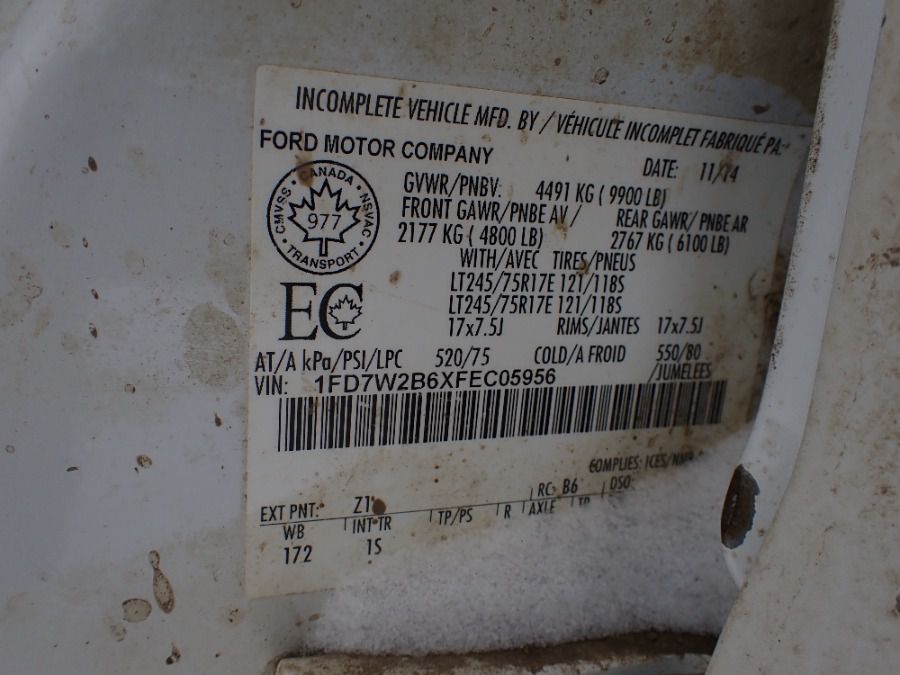 INCOMPLETE VEHICLE MFD. BY / VÉHICULE INCOMPLET FABRIQUÉ
FORD MOTOR COMPANY
DATE: 11/14
GVWR/PNBV: 4491 KG ( 9900 LB)
FRONT GAWR/PNBE AV / REAR GAWR/ PNBE AR
2177 KG ( 4800 LB) 2767 KG ( 6100 LB)
WITH/AVEC TIRES/PNEUS
LT245/75R17E 121/118S
LT245/75R17E 121/118S
17x7.5J RIMS/JANTES 17x7.5J
AT/A kPa/PSI/LPC 520/75 COLD/A FROID 550/80
/JUMELEES
VIN: 1FD7W2B6XFEC05956
CANADA
CMVSS 977 NSVAC
TRANSPORT
EC
COMPLIES: ICES/
EXT PNT: Z1 RC: B6 DSO:
WB INT TR TP/PS R AXLE
172 1S